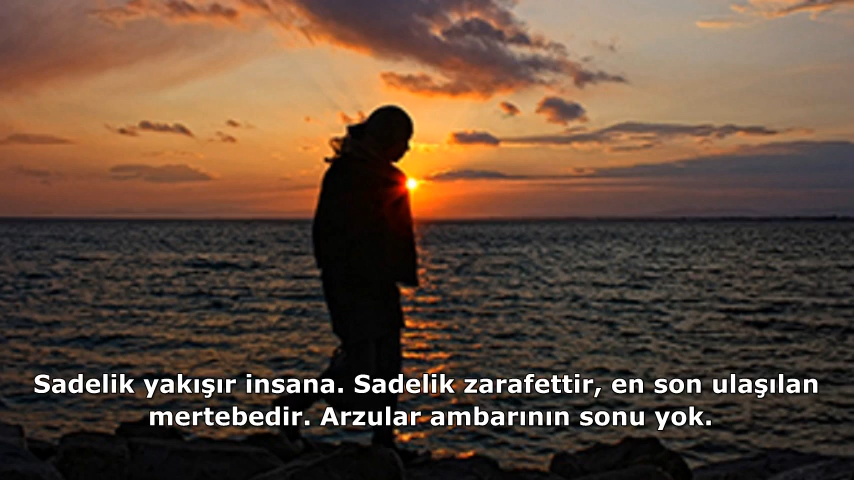 Sadelik yakışır insana. Sadelik zarafettir, en son ulaşılan
mertebedir. Arzular ambarının sonu yok.